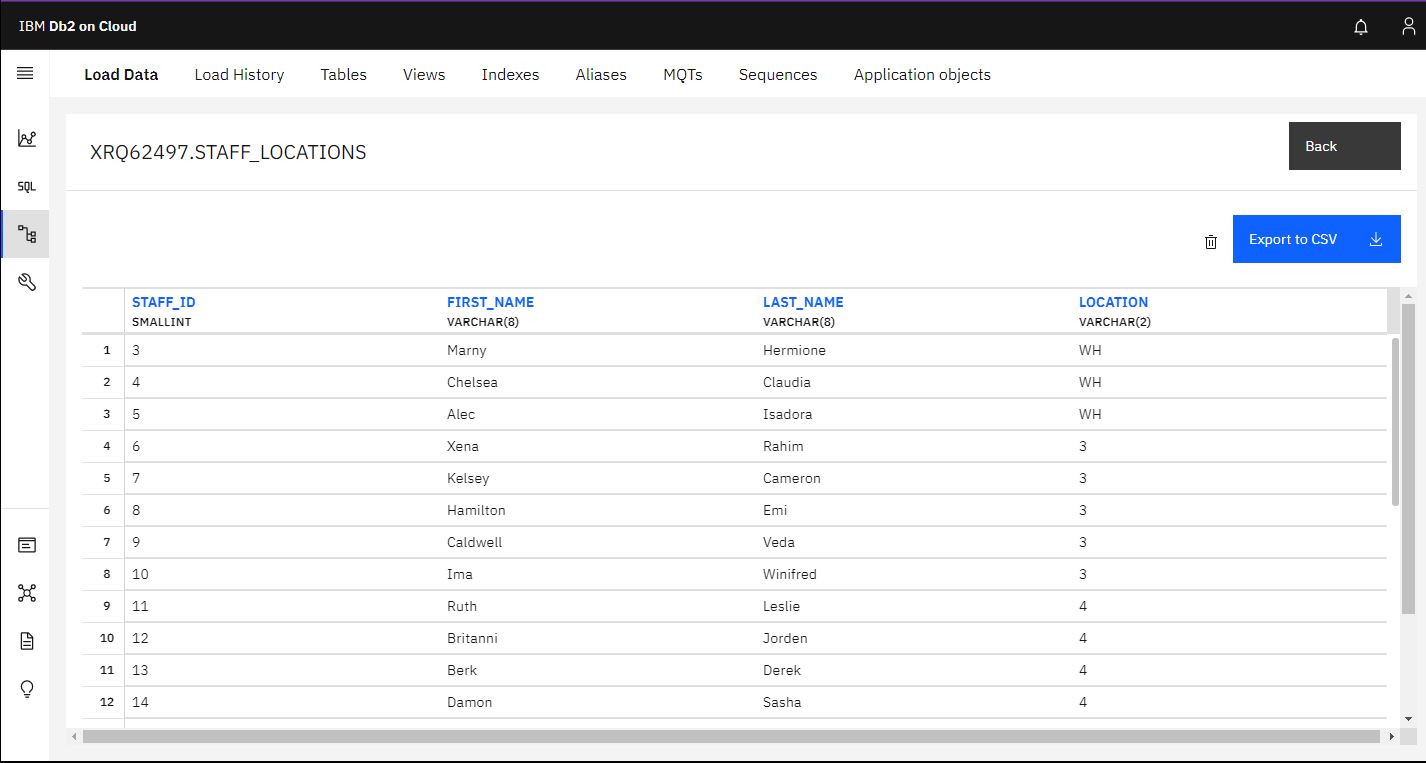 IBM Db2 on Cloud
Load Data Load History Tables Views Indexes Aliases MQTs Sequences Application objects
SQL
XRQ62497.STAFF_LOCATIONS
Back
Export to CSV
STAFF_ID FIRST_NAME LAST_NAME LOCATION
SMALLINT VARCHAR(8) VARCHAR(8) VARCHAR(2)
1 3 Marny Hermione WH
2 4 Chelsea Claudia WH
3 5 Alec Isadora WH
4 6 Xena Rahim 3
5 7 Kelsey Cameron 3
6 8 Hamilton Emi 3
7 9 Caldwell Veda 3
8 10 Ima Winifred 3
9 11 Ruth Leslie 4
10 12 Britanni Jorden 4
11 13 Berk Derek 4
12 14 Damon Sasha 4